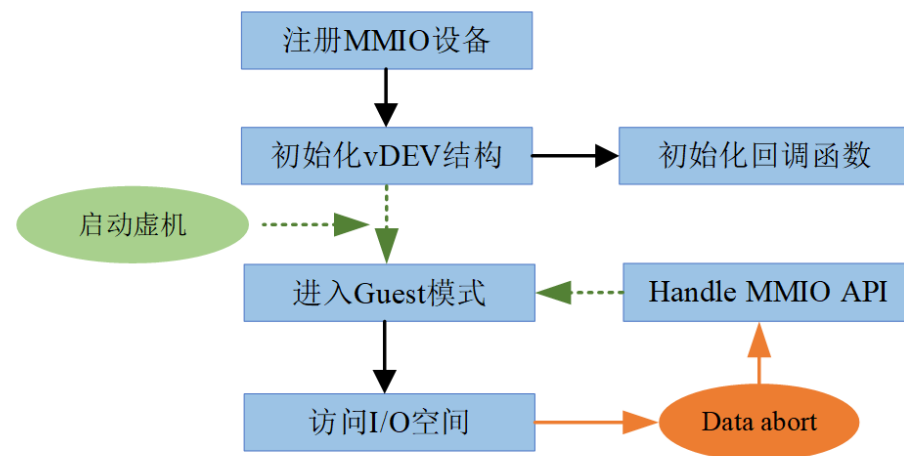 注册MMIO设备
初始化vDEV结构
初始化回调函数
启动虚机
进入Guest模式
Handle MMIO API
访问I/O空间
Data abort